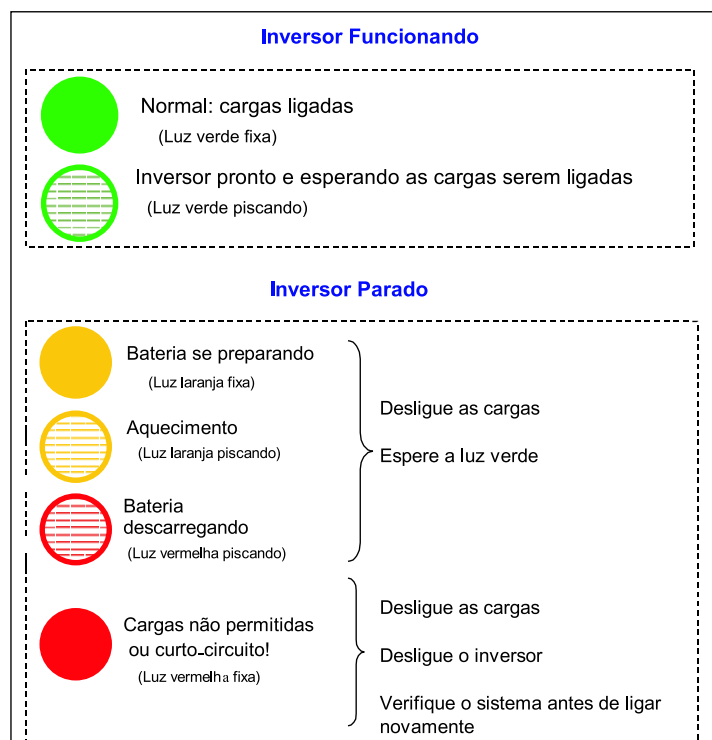 Inversor Funcionando
Normal: cargas ligadas
(Luz verde fixa)
Inversor pronto e esperando as cargas serem ligadas
(Luz verde piscando)
Inversor Parado
Bateria se preparando
(Luz laranja fixa)
Aquecimento
(Luz laranja piscando)
Bateria
descarregando
(Luz vermelha piscando)
Desligue as cargas
Espere a luz verde
Cargas não permitidas
ou curto-circuito!
(Luz vermelha fixa)
Desligue as cargas
Desligue o inversor
Verifique o sistema antes de ligar
novamente